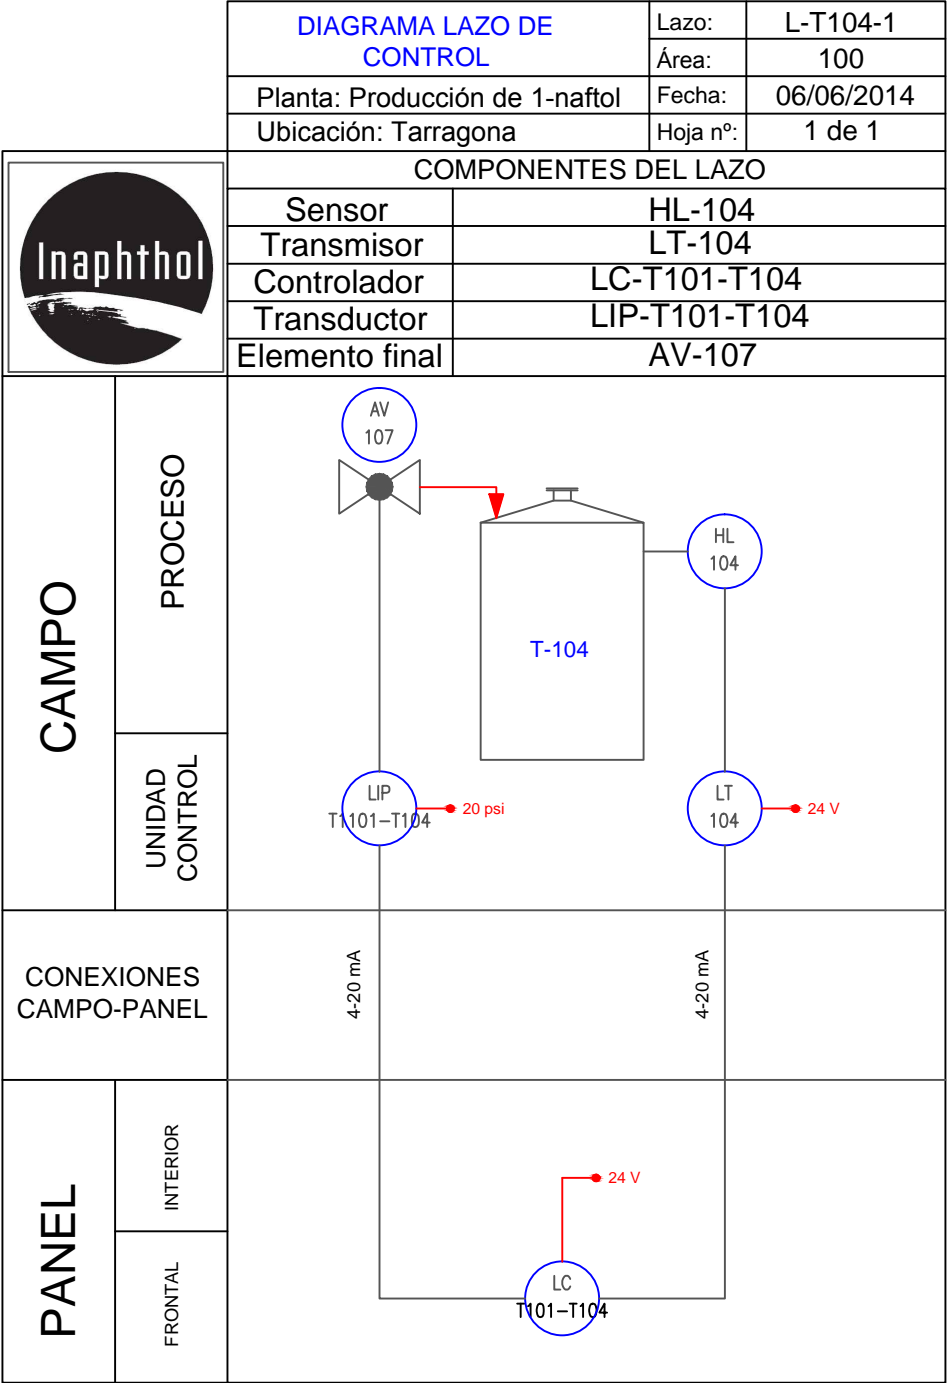 DIAGRAMA LAZO DE
CONTROL
Lazo: L-T104-1
Área: 100
Planta: Producción de 1-naftol
Fecha: 06/06/2014
Ubicación: Tarragona
Hoja nº: 1 de 1
Inaphthol
COMPONENTES DEL LAZO
Sensor HL-104
Transmisor LT-104
Controlador LC-T101-T104
Transductor LIP-T101-T104
Elemento final AV-107
CAMPO
PROCESO
AV
107
HL
104
T-104
UNIDAD
CONTROL
LIP
T1101-T104
20 psi
LT
104
24 V
CONEXIONES
CAMPO-PANEL
4-20 mA
4-20 mA
PANEL
INTERIOR
24 V
FRONTAL
LC
T101-T104